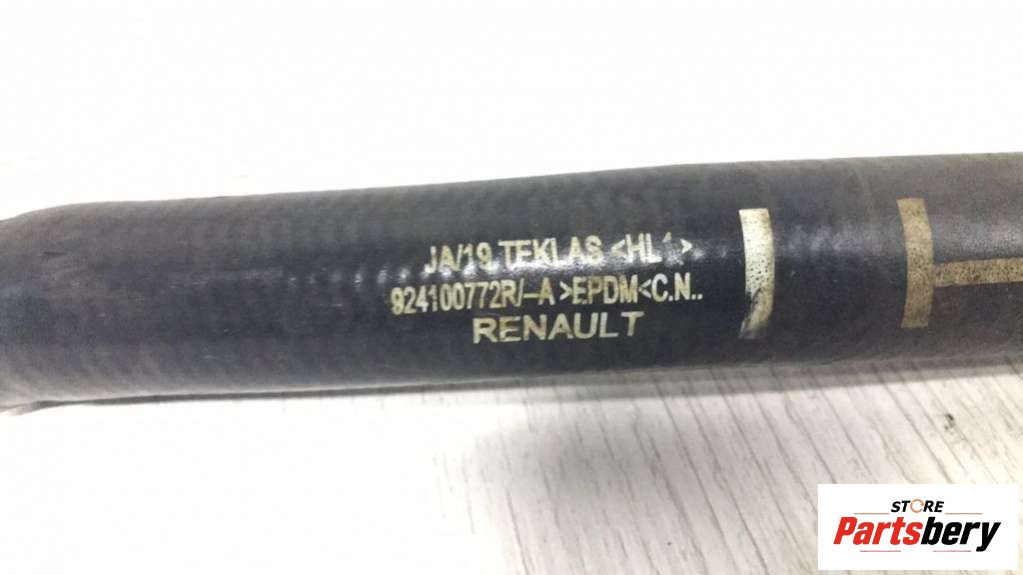 JA/19 TEKLAS <HL1>
924100772R/-A >EPDM<C.N..
RENAULT
STORE
Partsbery